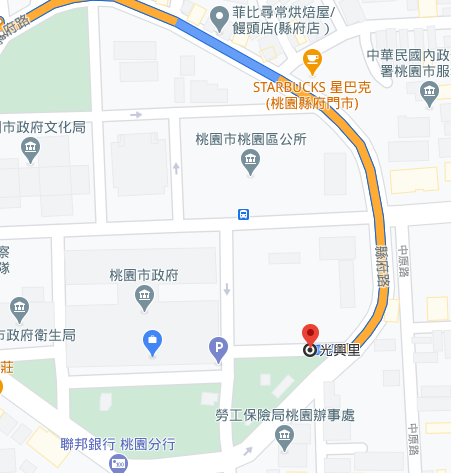 菲比尋常烘焙屋/
饅頭店(縣府店)
縣府路
STARBUCKS 星巴克
(桃園縣府門市)
中華民國內政
署桃園市服
市政府文化局
桃園市桃園區公所
縣府路
中原路
察
隊
桃園市政府
市政府衛生局
P
光興里
莊
勞工保險局桃園辦事處
中原路
聯邦銀行 桃園分行